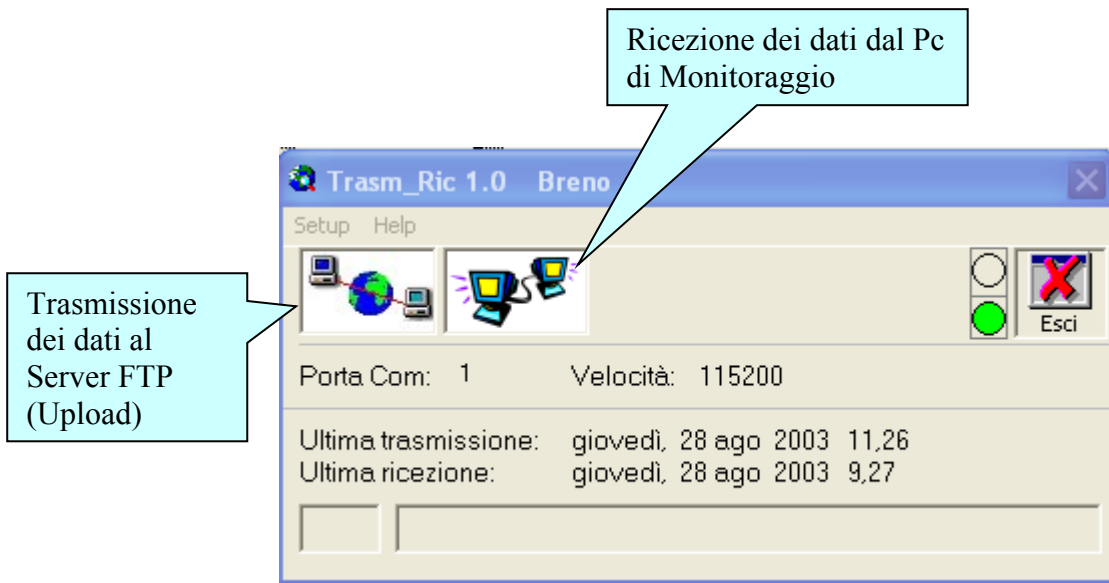 Ricezione dei dati dal Pc
di Monitoraggio
Trasm_Ric 1.0 Breno
Setup Help
Esci
Trasmissione
dei dati al
Server FTP
(Upload)
Porta Com: 1 Velocità: 115200
Ultima trasmissione: giovedì, 28 ago 2003 11,26
Ultima ricezione: giovedì, 28 ago 2003 9,27